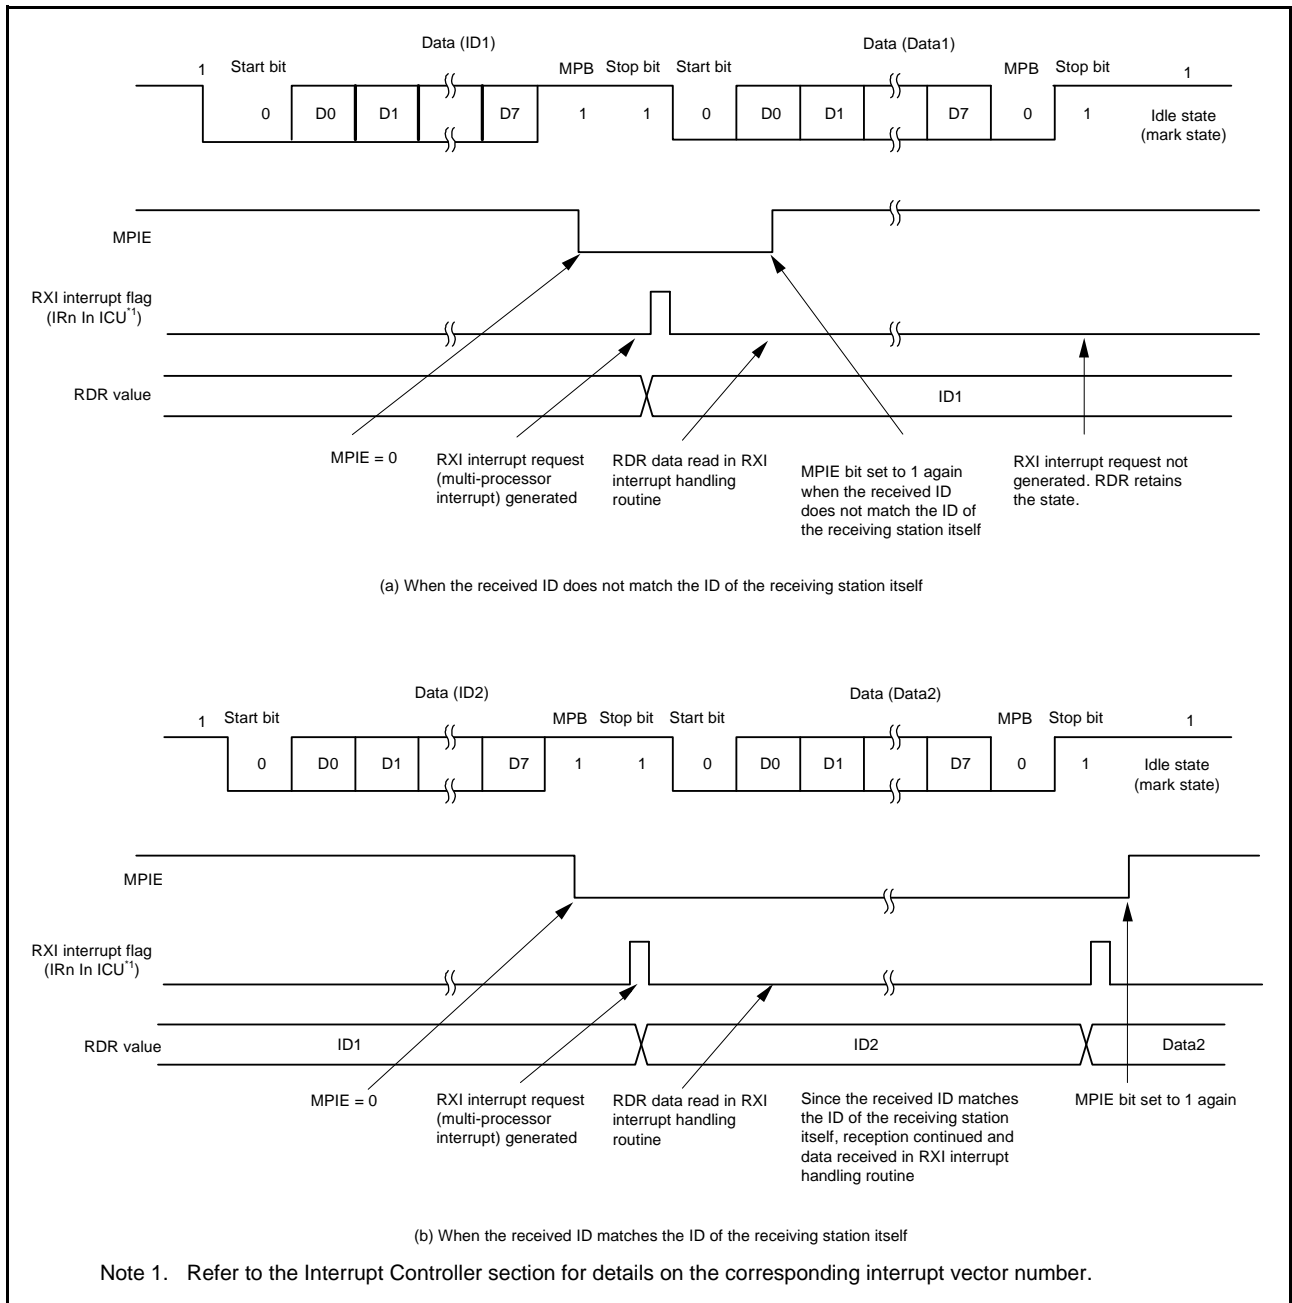 Data (ID1)
Data (Data1)
1 Start bit MPB Stop bit Start bit MPB Stop bit 1
0 D0 D1 D7 1 1 0 D0 D1 D7 0 1 Idle state
(mark state)
MPIE
RXI interrupt flag
(IRn In ICU*1)
RDR value
ID1
MPIE = 0
RXI interrupt request
(multi-processor
interrupt) generated
RDR data read in RXI
interrupt handling
routine
MPIE bit set to 1 again
when the received ID
does not match the ID of
the receiving station itself
RXI interrupt request not
generated. RDR retains
the state.
(a) When the received ID does not match the ID of the receiving station itself
Data (ID2)
Data (Data2)
1 Start bit MPB Stop bit Start bit MPB Stop bit 1
0 D0 D1 D7 1 1 0 D0 D1 D7 0 1 Idle state
(mark state)
MPIE
RXI interrupt flag
(IRn In ICU*1)
RDR value
ID1
ID2
Data2
MPIE = 0
RXI interrupt request
(multi-processor
interrupt) generated
RDR data read in RXI
interrupt handling
routine
Since the received ID matches
the ID of the receiving station
itself, reception continued and
data received in RXI interrupt
handling routine
MPIE bit set to 1 again
(b) When the received ID matches the ID of the receiving station itself
Note 1. Refer to the Interrupt Controller section for details on the corresponding interrupt vector number.